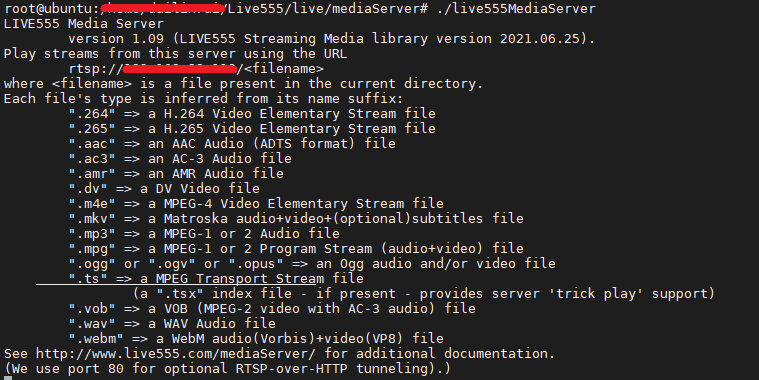 root@ubuntu:/Live555/live/mediaServer# ./live555MediaServer
LIVE555 Media Server
version 1.09 (LIVE555 Streaming Media library version 2021.06.25).
Play streams from this server using the URL
rtsp:///<filename>
where <filename> is a file present in the current directory.
Each file's type is inferred from its name suffix:
".264" => a H.264 Video Elementary Stream file
".265" => a H.265 Video Elementary Stream file
".aac" => an AAC Audio (ADTS format) file
".ac3" => an AC-3 Audio file
".amr" => an AMR Audio file
".dv" => a DV Video file
".m4e" => a MPEG-4 Video Elementary Stream file
".mkv" => a Matroska audio+video+(optional)subtitles file
".mp3" => a MPEG-1 or 2 Audio file
".mpg" => a MPEG-1 or 2 Program Stream (audio+video) file
".ogg" or ".ogv" or ".opus" => an Ogg audio and/or video file
".ts" => a MPEG Transport Stream file
(a ".tsx" index file - if present - provides server 'trick play' support)
".vob" => a VOB (MPEG-2 video with AC-3 audio) file
".wav" => a WAV Audio file
".webm" => a WebM audio(Vorbis)+video(VP8) file
See http://www.live555.com/mediaServer/ for additional documentation.
(We use port 80 for optional RTSP-over-HTTP tunneling).)